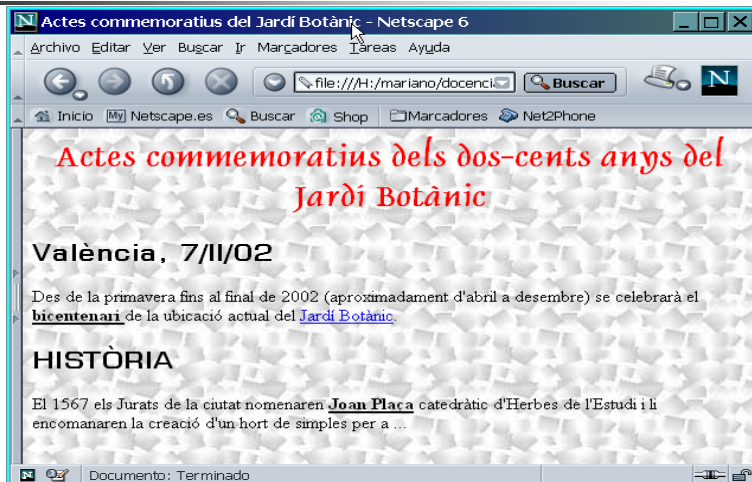 Actes commemoratius del Jardí Botànic - Netscape 6
Archivo Editar Ver Buscar Ir Marcadores Tareas Ayuda
file:///H:/mariano/docenci Buscar N
Inicio My Netscape.es Buscar Shop Marcadores Net2Phone
Actes commemoratius dels dos-cents anys del
Jardí Botànic
València, 7/II/02
Des de la primavera fins al final de 2002 (aproximadament d'abril a desembre) se celebrarà el
bicentenari de la ubicació actual del Jardí Botànic.
HISTÒRIA
El 1567 els Jurats de la ciutat nomenaren Joan Plaça catedràtic d'Herbes de l'Estudi i li
encomanaren la creació d'un hort de simples per a ...
Documento: Terminado